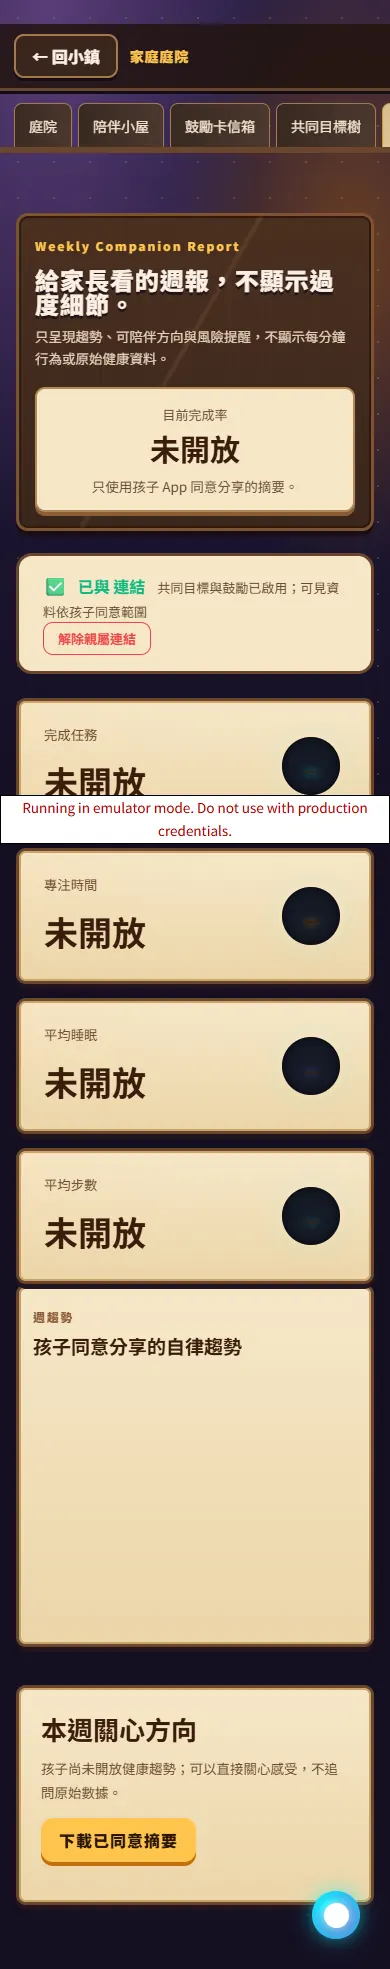 ← 回小鎮
家庭庭院
庭院
陪伴小屋
鼓勵卡信箱
共同目標樹
Weekly Companion Report
給家長看的週報，不顯示過
度細節。
只呈現趨勢、可陪伴方向與風險提醒，不顯示每分鐘
行為或原始健康資料。
目前完成率
未開放
只使用孩子 App 同意分享的摘要。
✅ 已與 連結 共同目標與鼓勵已啟用；可見資
料依孩子同意範圍
解除親屬連結
完成任務
未開放
Running in emulator mode. Do not use with production
credentials.
專注時間
未開放
平均睡眠
未開放
平均步數
未開放
週趨勢
孩子同意分享的自律趨勢
本週關心方向
孩子尚未開放健康趨勢；可以直接關心感受，不追
問原始數據。
下載已同意摘要